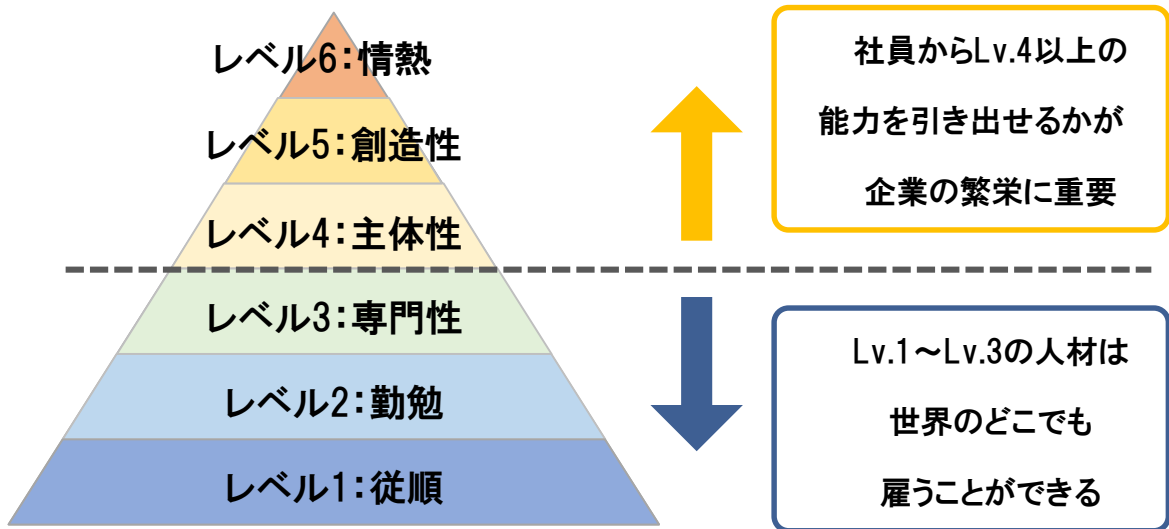 レベル6：情熱
レベル5：創造性
レベル4：主体性
レベル3：専門性
レベル2：勤勉
レベル1：従順
社員からLv.4以上の
能力を引き出せるかが
企業の繁栄に重要
Lv.1～Lv.3の人材は
世界のどこでも
雇うことができる